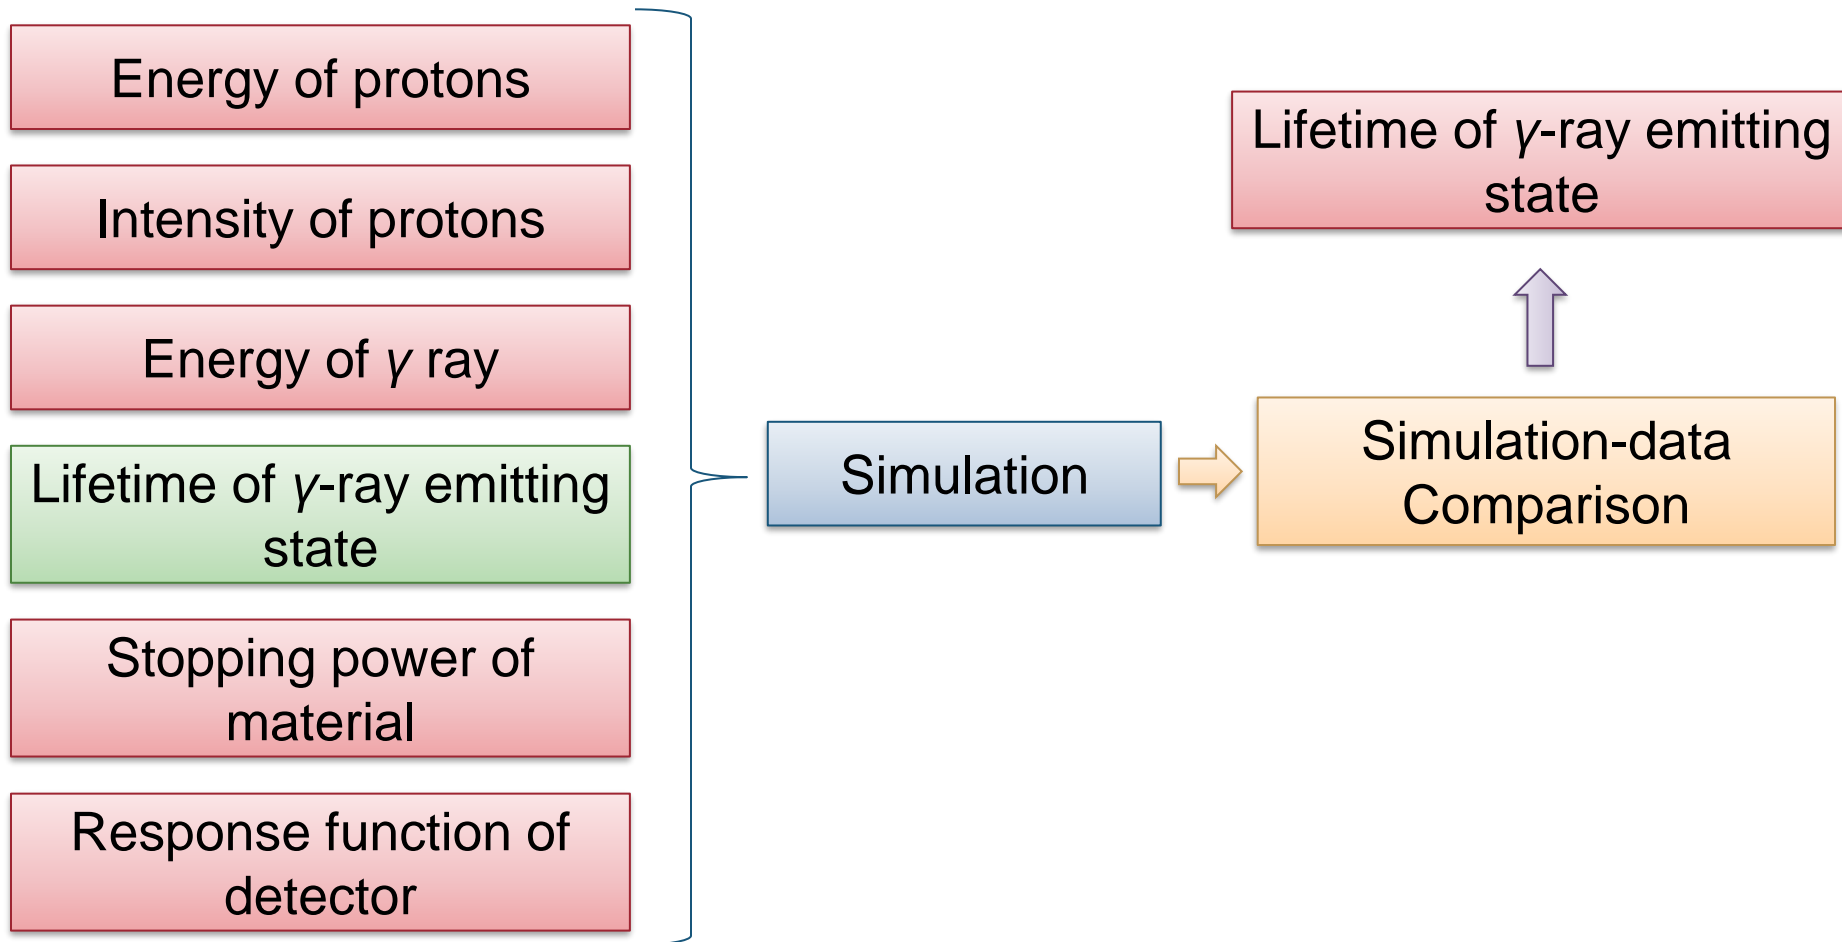 Energy of protons
Intensity of protons
Energy of γ ray
Lifetime of γ-ray emitting
state
Stopping power of
material
Response function of
detector
Simulation
Simulation-data
Comparison
Lifetime of γ-ray emitting
state